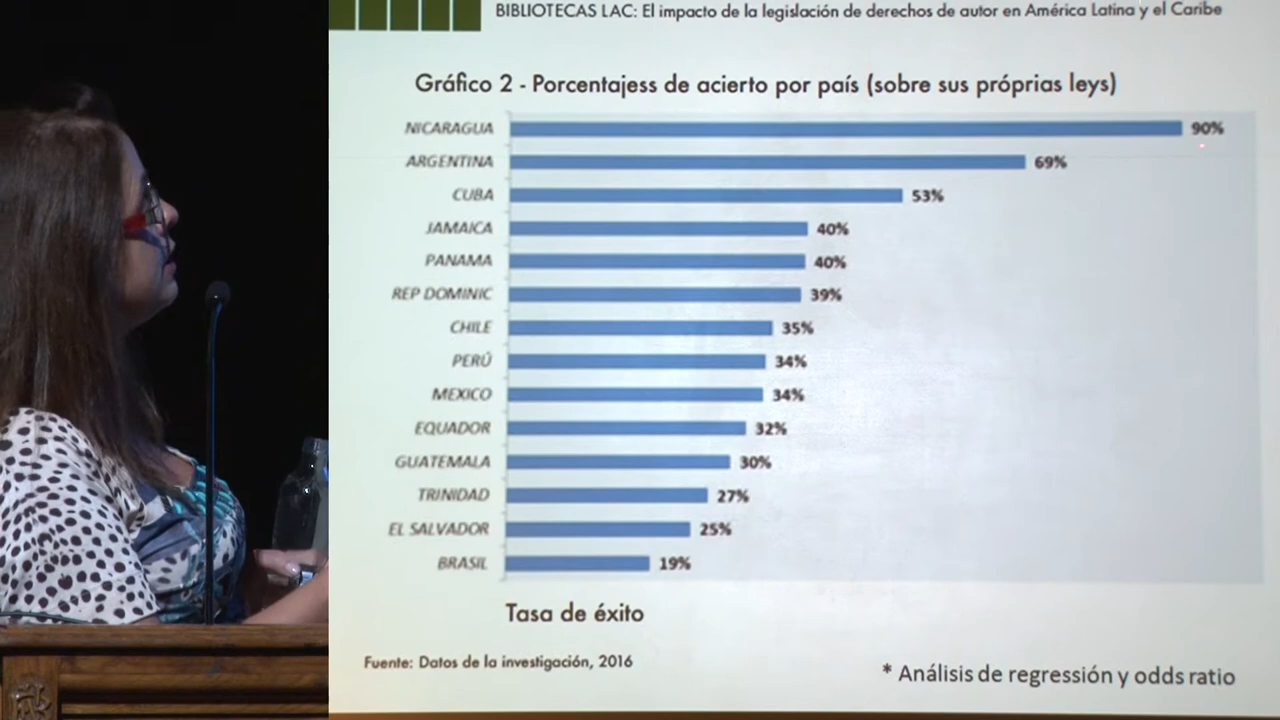 BIBLIOTECAS LAC: El impacto de la legislación de derechos de autor en América Latina y el Caribe
Gráfico 2 - Porcentajess de acierto por país (sobre sus próprias leys)
NICARAGUA 90%
ARGENTINA 69%
CUBA 53%
JAMAICA 40%
PANAMA 40%
REP DOMINIC 39%
CHILE 35%
PERÚ 34%
MEXICO 34%
EQUADOR 32%
GUATEMALA 30%
TRINIDAD 27%
EL SALVADOR 25%
BRASIL 19%
Tasa de éxito
Fuente: Datos de la investigación, 2016
* Análisis de regressión y odds ratio